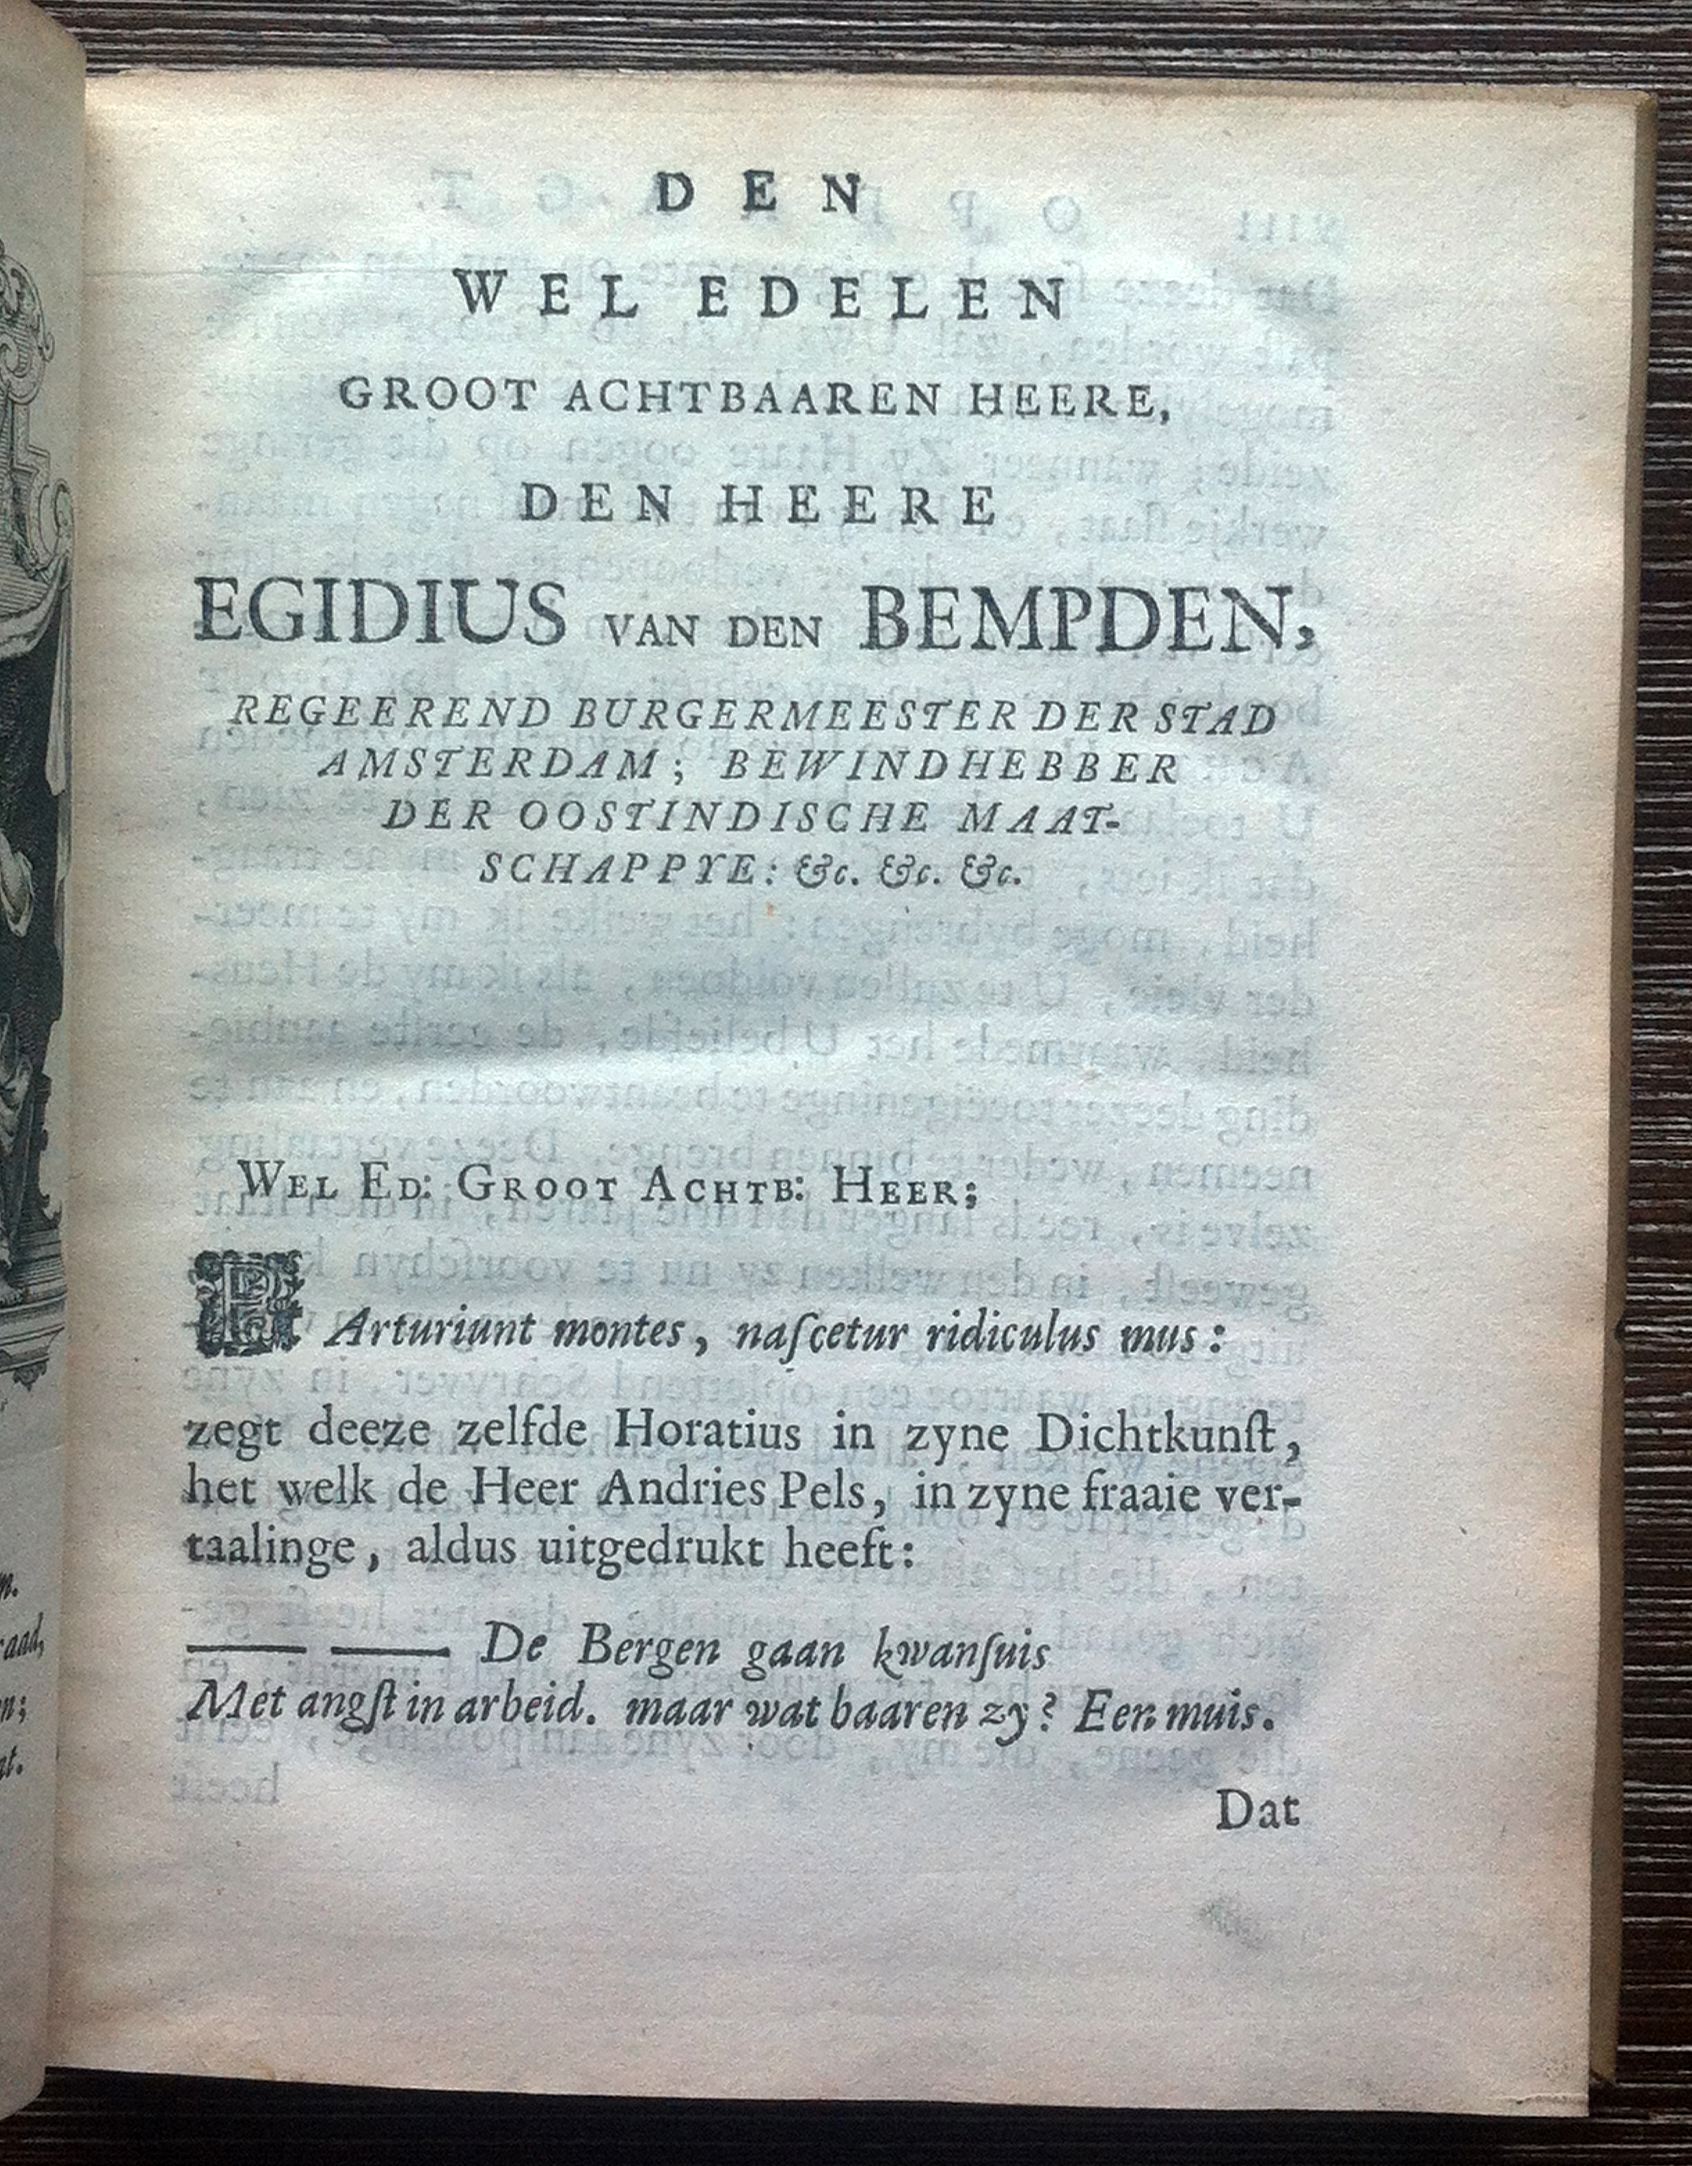 DEN
WEL EDELEN
GROOT ACHTBAAREN HEERE,
DEN HEERE
EGIDIUS VAN DEN BEMPDEN,
REGEEREND BURGERMEESTER DER STAD
AMSTERDAM; BEWINDHEBBER
DER OOSTINDISCHE MAAT-
SCHAPPYE: &c. &c. &c.
WEL ED: GROOT ACHTB: HEER;
PArturiunt montes, naſcetur ridiculus mus:
zegt deeze zelfde Horatius in zyne Dichtkunſt,
het welk de Heer Andries Pels, in zyne fraaie ver-
taalinge, aldus uitgedrukt heeft:
—— —— De Bergen gaan kwanſuis
Met angſt in arbeid. maar wat baaren zy? Een muis.
Dat